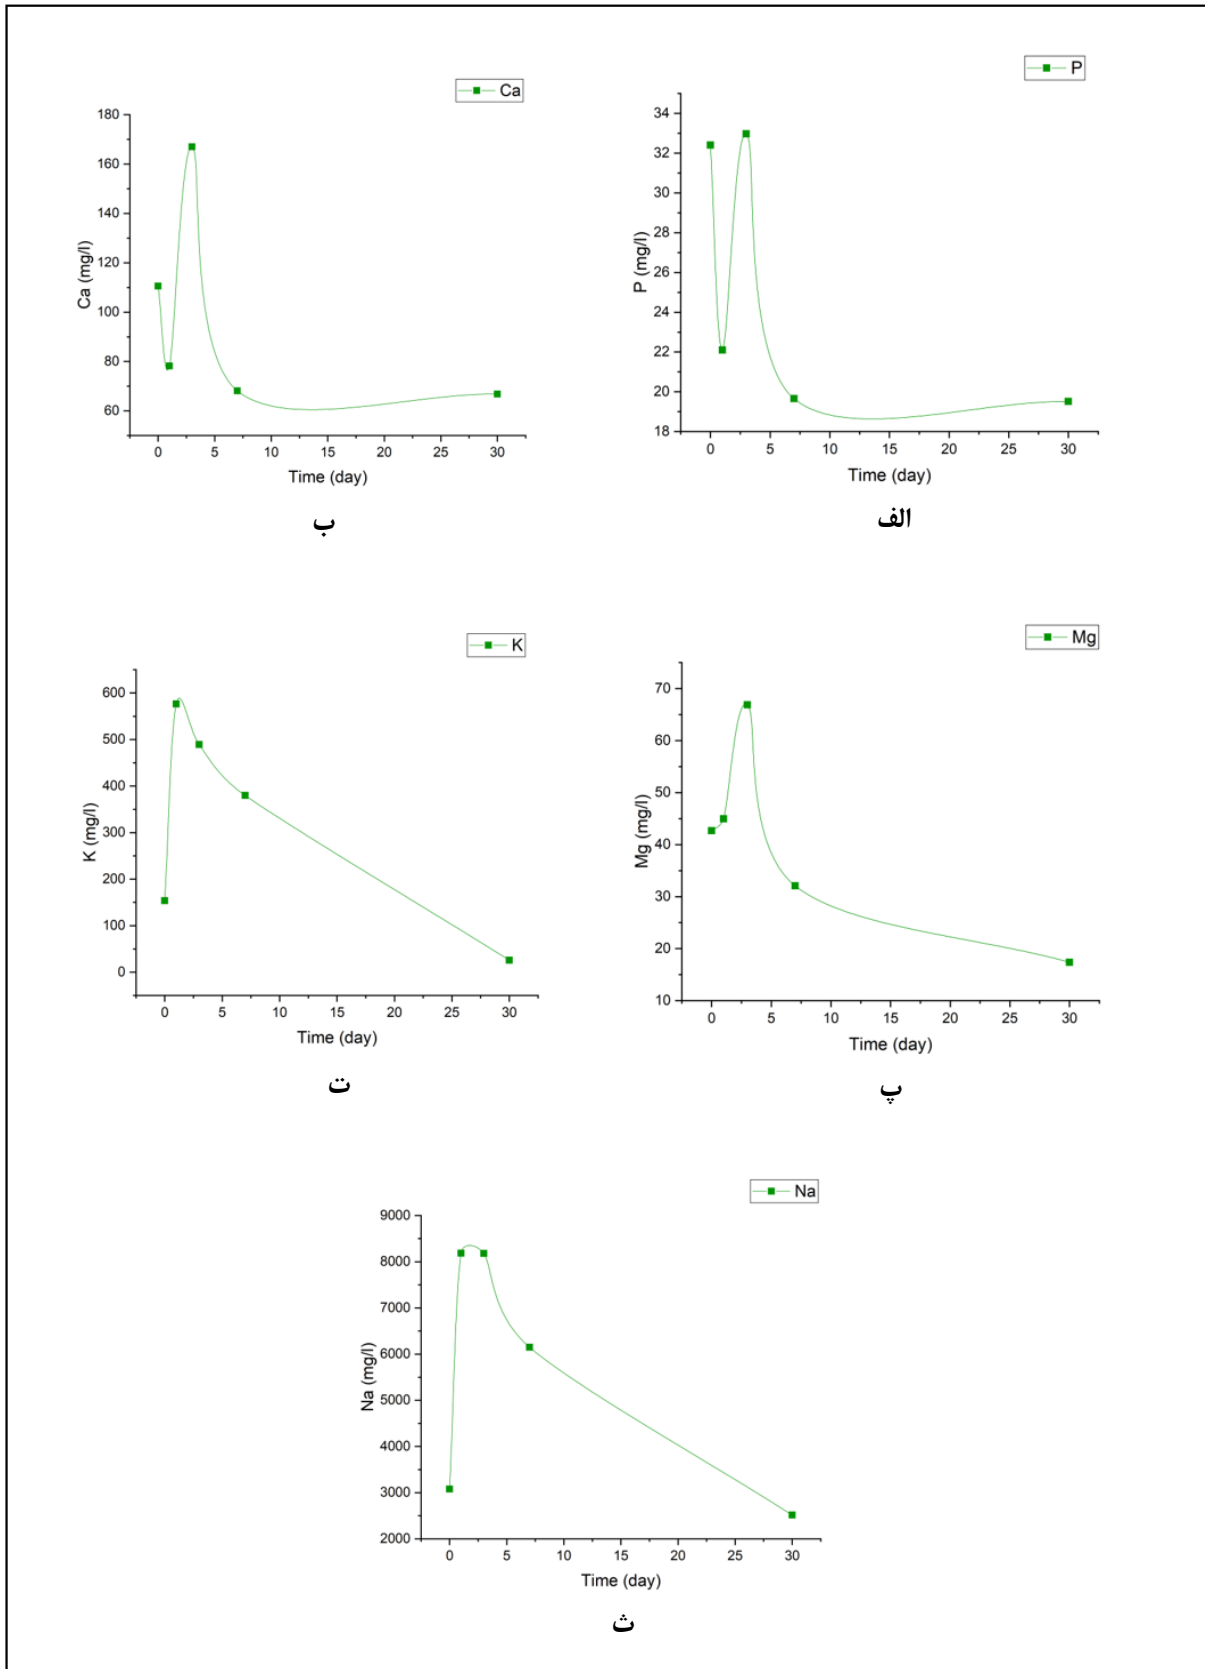 P
34
32
30
28
26
24
22
20
18
P (mg/l)
0 5 10 15 20 25 30
Time (day)
الف
Ca
180
160
140
120
100
80
60
Ca (mg/l)
0 5 10 15 20 25 30
Time (day)
ب
Mg
70
60
50
40
30
20
10
Mg (mg/l)
0 5 10 15 20 25 30
Time (day)
پ
K
600
500
400
300
200
100
0
K (mg/l)
0 5 10 15 20 25 30
Time (day)
ت
Na
9000
8000
7000
6000
5000
4000
3000
2000
Na (mg/l)
0 5 10 15 20 25 30
Time (day)
ث